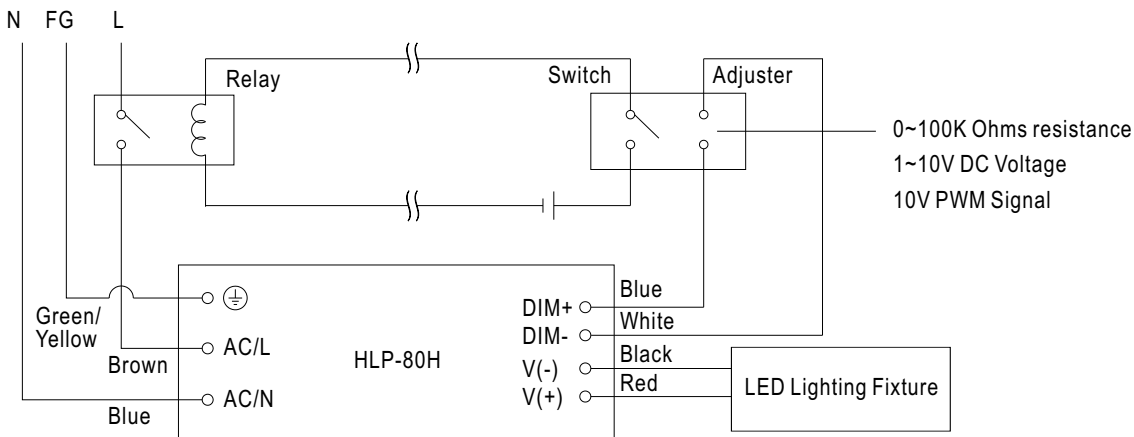 N FG L
Relay
Switch
Adjuster
0~100K Ohms resistance
1~10V DC Voltage
10V PWM Signal
Green/
Yellow
Brown
Blue
AC/L
AC/N
HLP-80H
DIM+
DIM-
V(-)
V(+)
Blue
White
Black
Red
LED Lighting Fixture